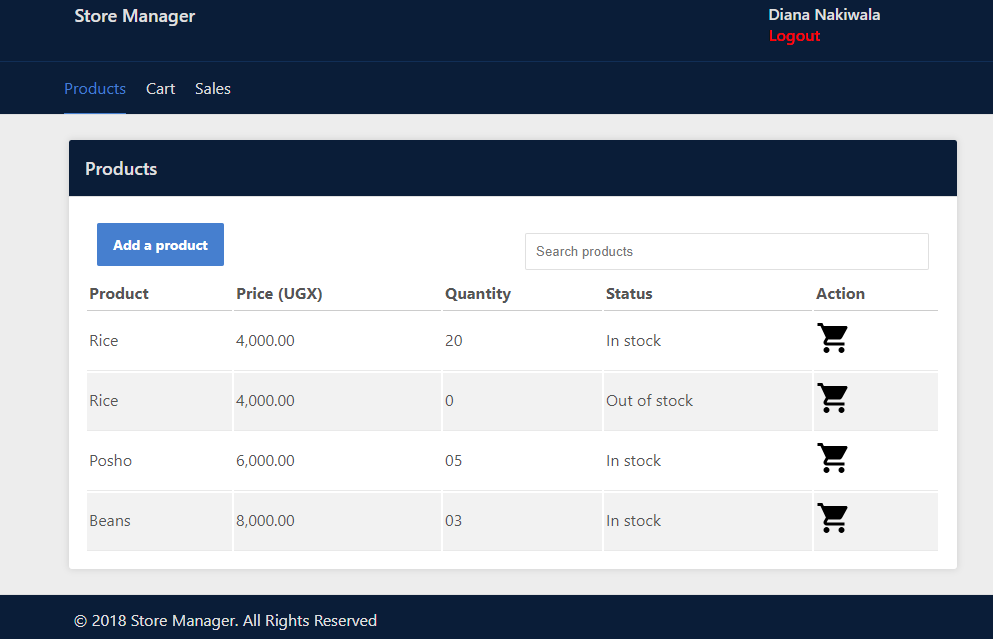 Store Manager
Diana Nakiwala
Logout
Products Cart Sales
Products
Add a product
Search products
Product Price (UGX) Quantity Status Action
Rice 4,000.00 20 In stock
Rice 4,000.00 0 Out of stock
Posho 6,000.00 05 In stock
Beans 8,000.00 03 In stock
© 2018 Store Manager. All Rights Reserved